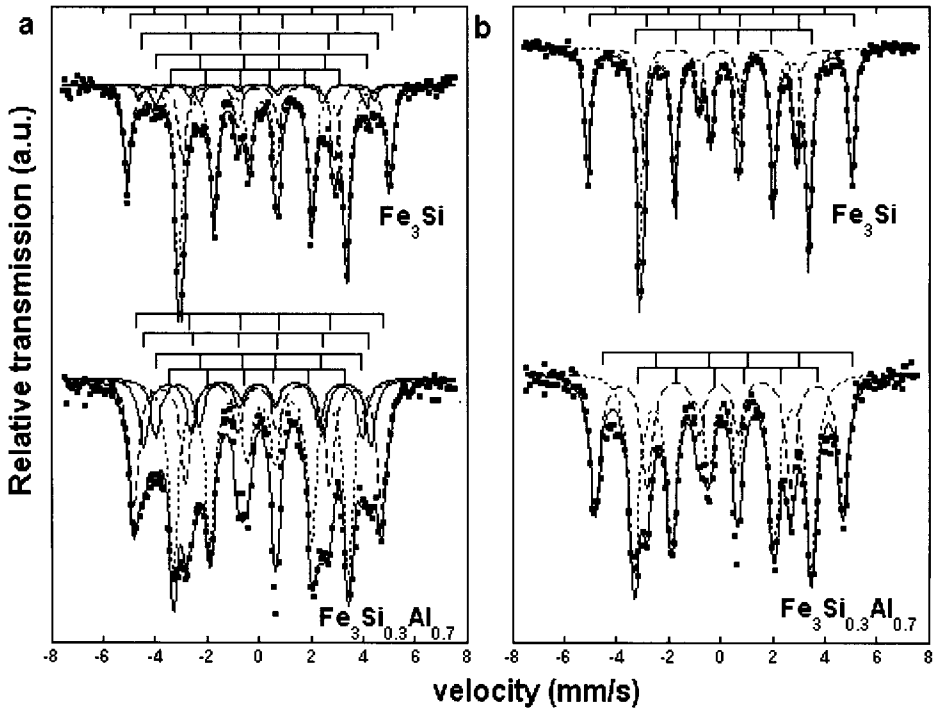 a
b
Fe3Si
Fe3Si
Fe3Si0.3Al0.7
Fe3Si0.3Al0.7
Relative transmission (a.u.)
-8 -6 -4 -2 0 2 4 6 8
-8 -6 -4 -2 0 2 4 6 8
velocity (mm/s)